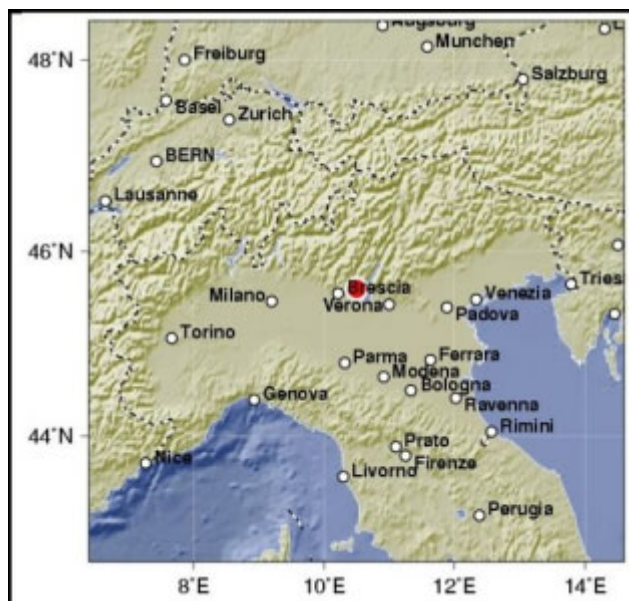 Augsburg
Munchen
48°N
Freiburg
Salzburg
Basel
Zurich
BERN
Lausanne
46°N
Brescia
Milano
Verona
Venezia
Tries
Padova
Torino
Parma
Ferrara
Modena
Bologna
Genova
Ravenna
44°N
Rimini
Prato
Nice
Firenze
Livorno
Perugia
8°E
10°E
12°E
14°E